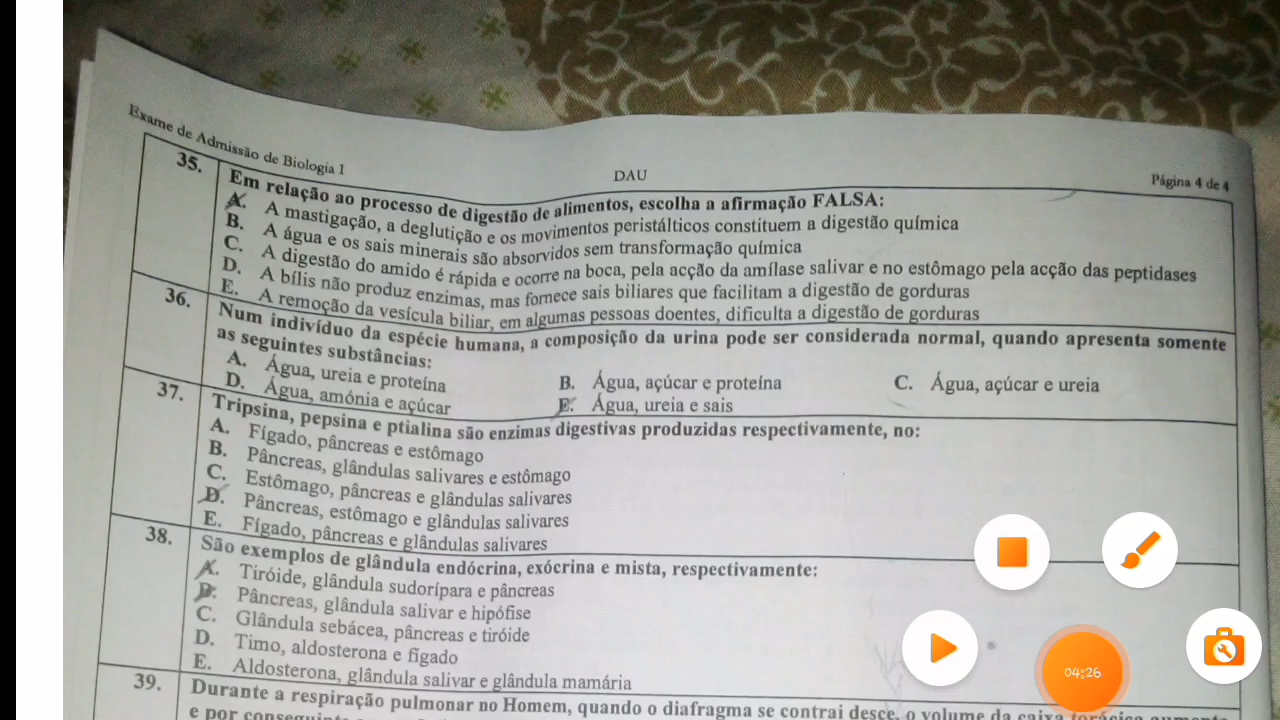 Exame de Admissão de Biologia I DAU Página 4 de 4
35. Em relação ao processo de digestão de alimentos, escolha a afirmação FALSA:
A. A mastigação, a deglutição e os movimentos peristálticos constituem a digestão química
B. A água e os sais minerais são absorvidos sem transformação química
C. A digestão do amido é rápida e ocorre na boca, pela acção da amílase salivar e no estômago pela acção das peptidases
D. A bílis não produz enzimas, mas fornece sais biliares que facilitam a digestão de gorduras
E. A remoção da vesícula biliar, em algumas pessoas doentes, dificulta a digestão de gorduras
36. Num indivíduo da espécie humana, a composição da urina pode ser considerada normal, quando apresenta somente
as seguintes substâncias:
A. Água, ureia e proteína B. Água, açúcar e proteína C. Água, açúcar e ureia
D. Água, amónia e açúcar E. Água, ureia e sais
37. Tripsina, pepsina e ptialina são enzimas digestivas produzidas respectivamente, no:
A. Fígado, pâncreas e estômago
B. Pâncreas, glândulas salivares e estômago
C. Estômago, pâncreas e glândulas salivares
D. Pâncreas, estômago e glândulas salivares
E. Fígado, pâncreas e glândulas salivares
38. São exemplos de glândula endócrina, exócrina e mista, respectivamente:
A. Tiróide, glândula sudorípara e pâncreas
B. Pâncreas, glândula salivar e hipófise
C. Glândula sebácea, pâncreas e tiróide
D. Timo, aldosterona e fígado
E. Aldosterona, glândula salivar e glândula mamária
39. Durante a respiração pulmonar no Homem, quando o diafragma se contrai desce, o volume da caixa torácica aumenta
e por
04:26